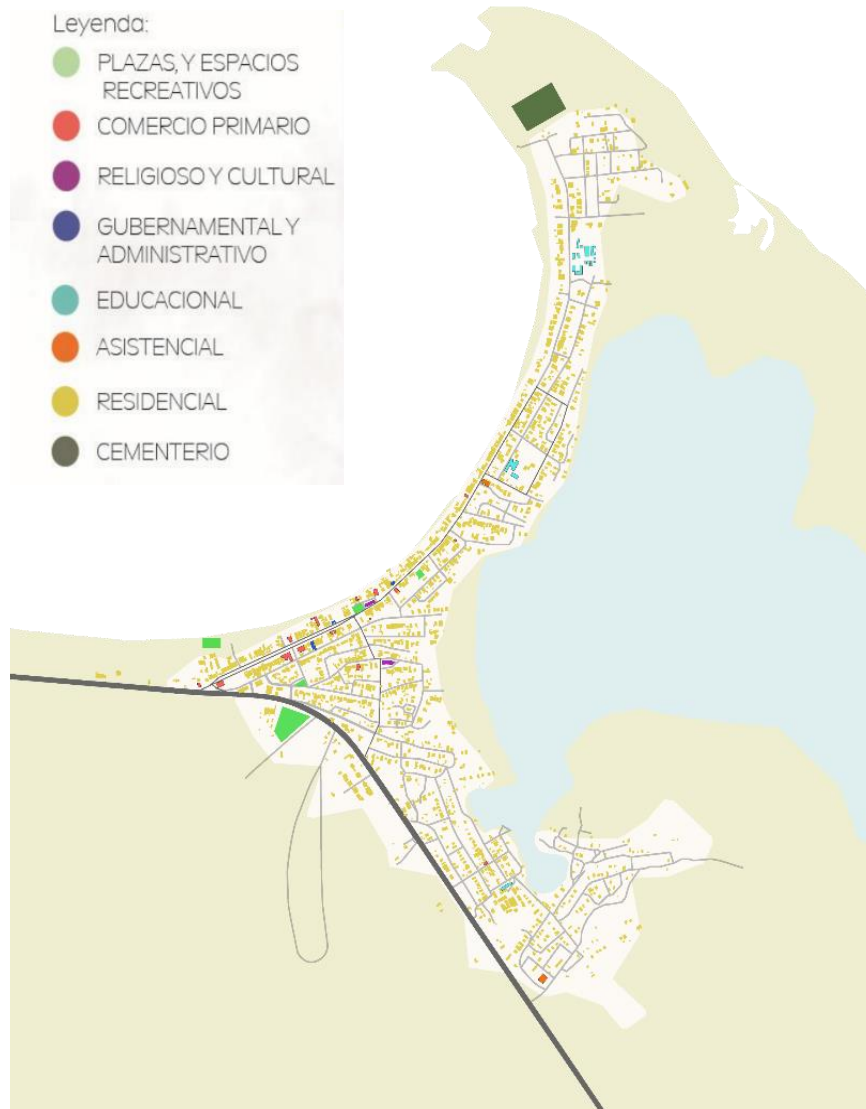 Leyenda:
PLAZAS, Y ESPACIOS
RECREATIVOS
COMERCIO PRIMARIO
RELIGIOSO Y CULTURAL
GUBERNAMENTAL Y
ADMINISTRATIVO
EDUCACIONAL
ASISTENCIAL
RESIDENCIAL
CEMENTERIO